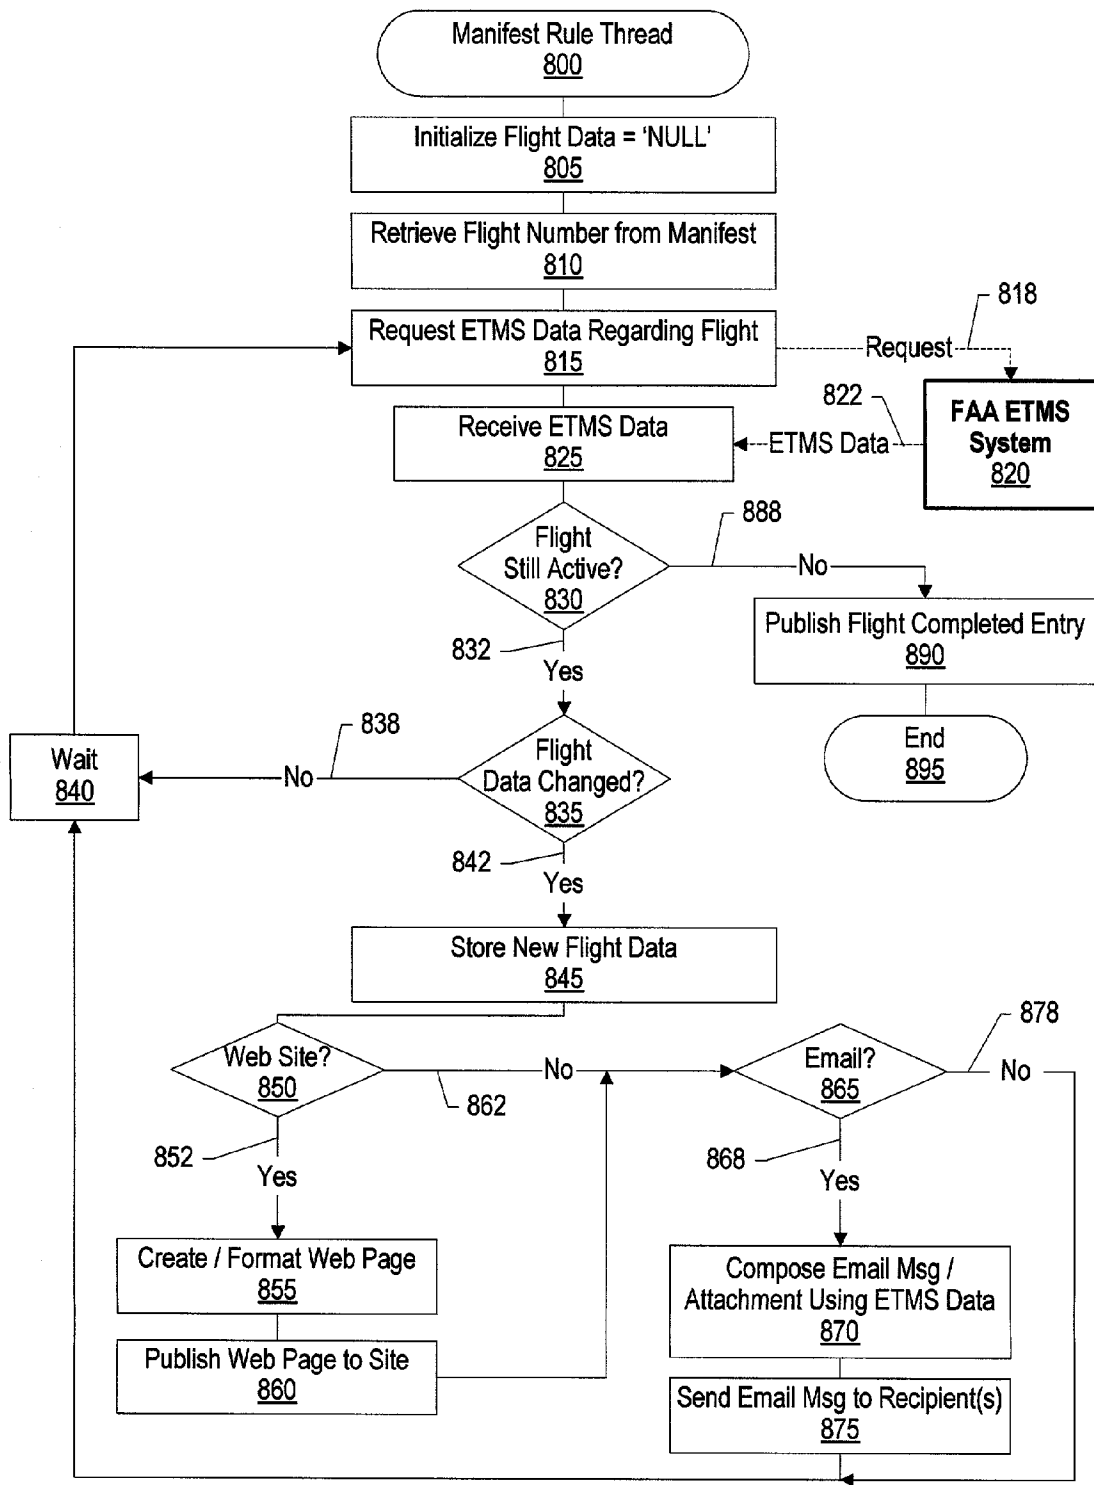 Manifest Rule Thread
800
Initialize Flight Data = 'NULL'
805
Retrieve Flight Number from Manifest
810
818
Request ETMS Data Regarding Flight
815
Request
822
FAA ETMS
System
820
Receive ETMS Data
825
ETMS Data
888
Flight
Still Active?
830
No
Publish Flight Completed Entry
890
832
Yes
End
895
838
Wait
840
No
Flight
Data Changed?
835
842
Yes
Store New Flight Data
845
878
Web Site?
850
No
862
Email?
865
No
852
Yes
868
Yes
Create / Format Web Page
855
Compose Email Msg /
Attachment Using ETMS Data
870
Publish Web Page to Site
860
Send Email Msg to Recipient(s)
875